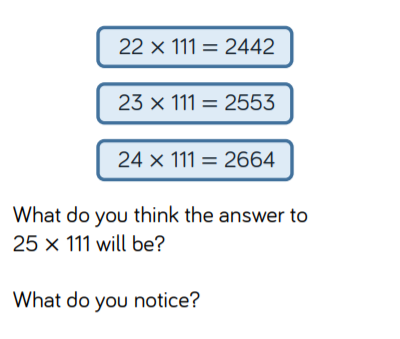 22 × 111 = 2442
23 × 111 = 2553
24 × 111 = 2664
What do you think the answer to
25 × 111 will be?
What do you notice?